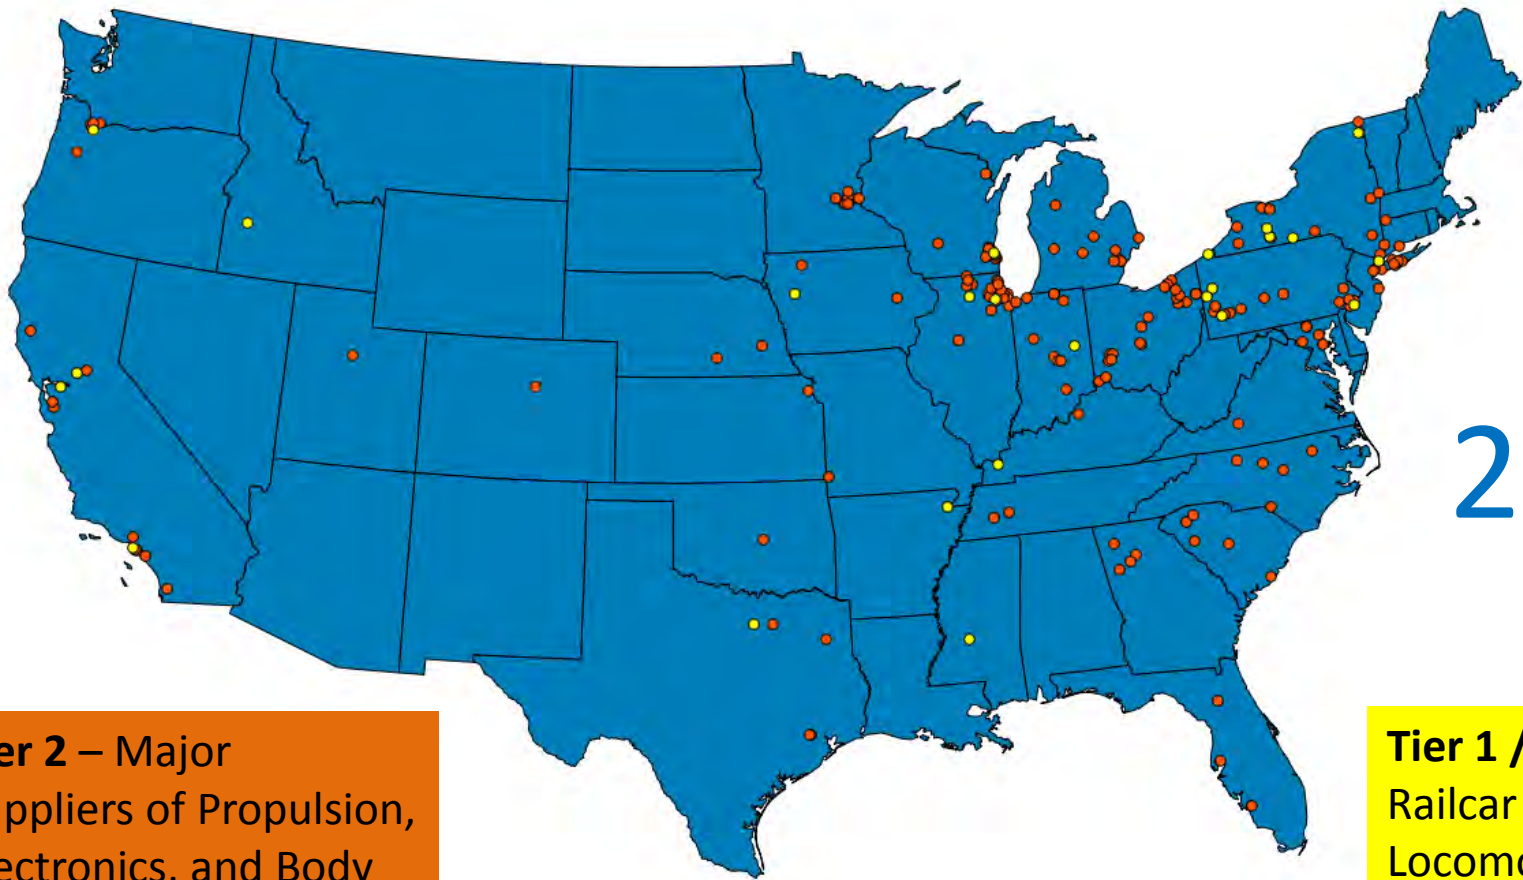 2
er 2 – Major
ppliers of Propulsion,
ectronics, and Body
Tier 1 /
Railcar
Locomo